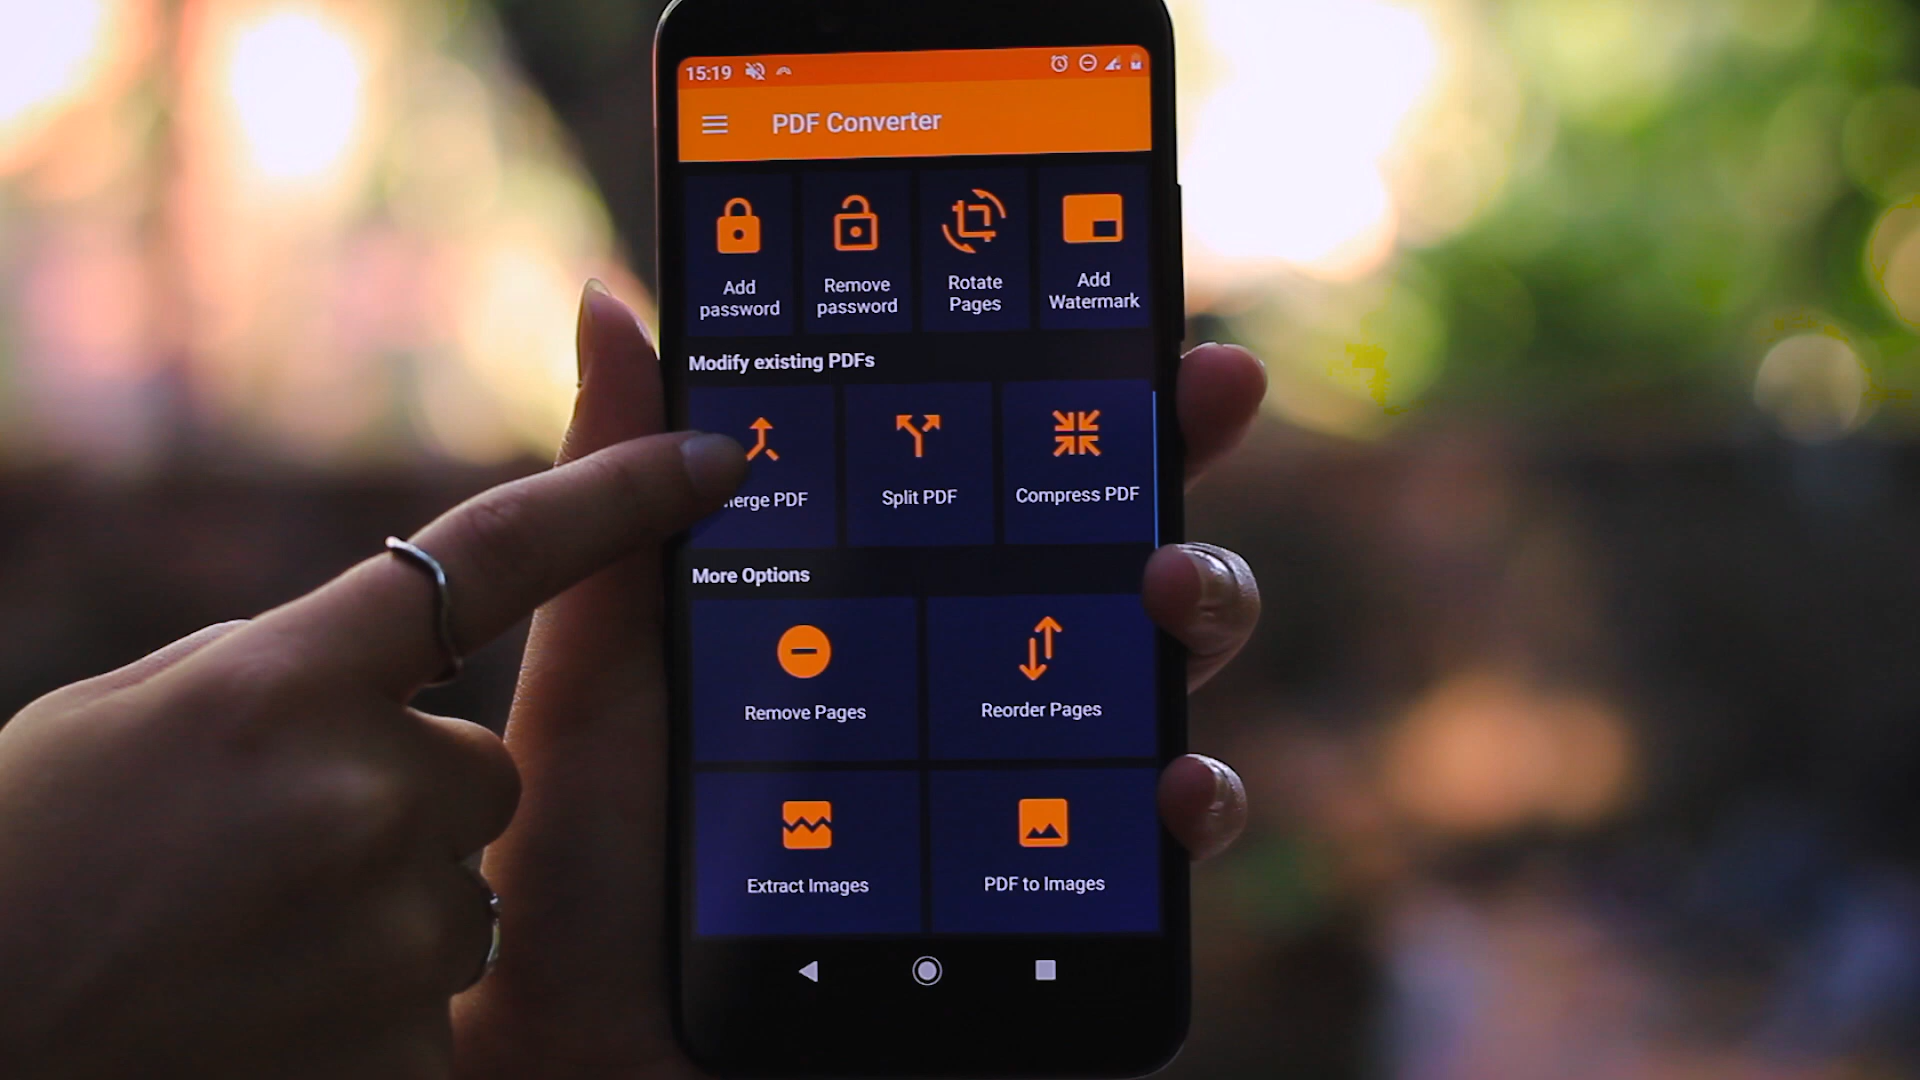 15:19
PDF Converter
Add
password
Remove
password
Rotate
Pages
Add
Watermark
Modify existing PDFs
erge PDF
Split PDF
Compress PDF
More Options
Remove Pages
Reorder Pages
Extract Images
PDF to Images